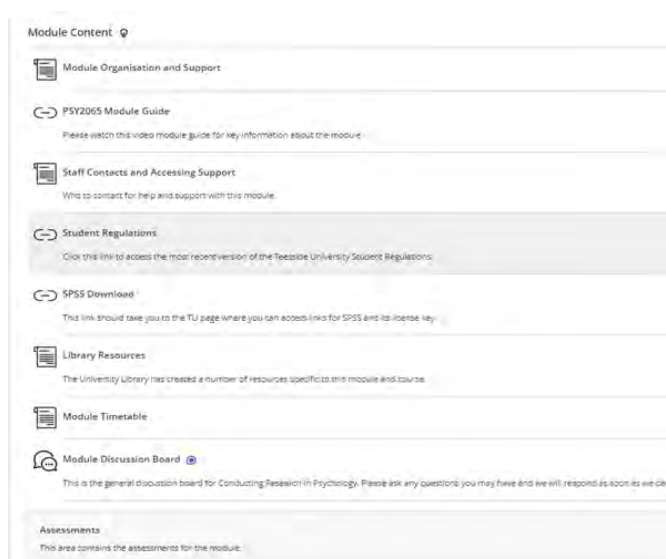 Module Content
Module Organisation and Support
PSY2065 Module Guide
Please watch this video module guide for key information about the module
Staff Contacts and Accessing Support
Who to contact for help and support with this module.
Student Regulations
Click this link to access the most recent version of the Teesside University Student Regulations.
SPSS Download
This link should take you to the TU page where you can access links for SPSS and its license key
Library Resources
The University Library has created a number of resources specific to this module and course.
Module Timetable
Module Discussion Board
This is the general discussion board for Conducting Research in Psychology. Please ask any questions you may have and we will respond as soon as we
Assessments
This area contains the assessments for the module.